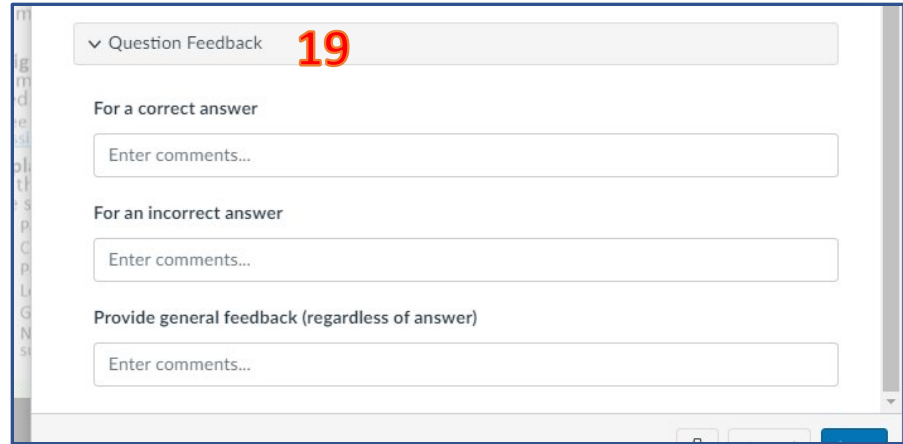 Question Feedback 19
For a correct answer
Enter comments...
For an incorrect answer
Enter comments...
Provide general feedback (regardless of answer)
Enter comments...